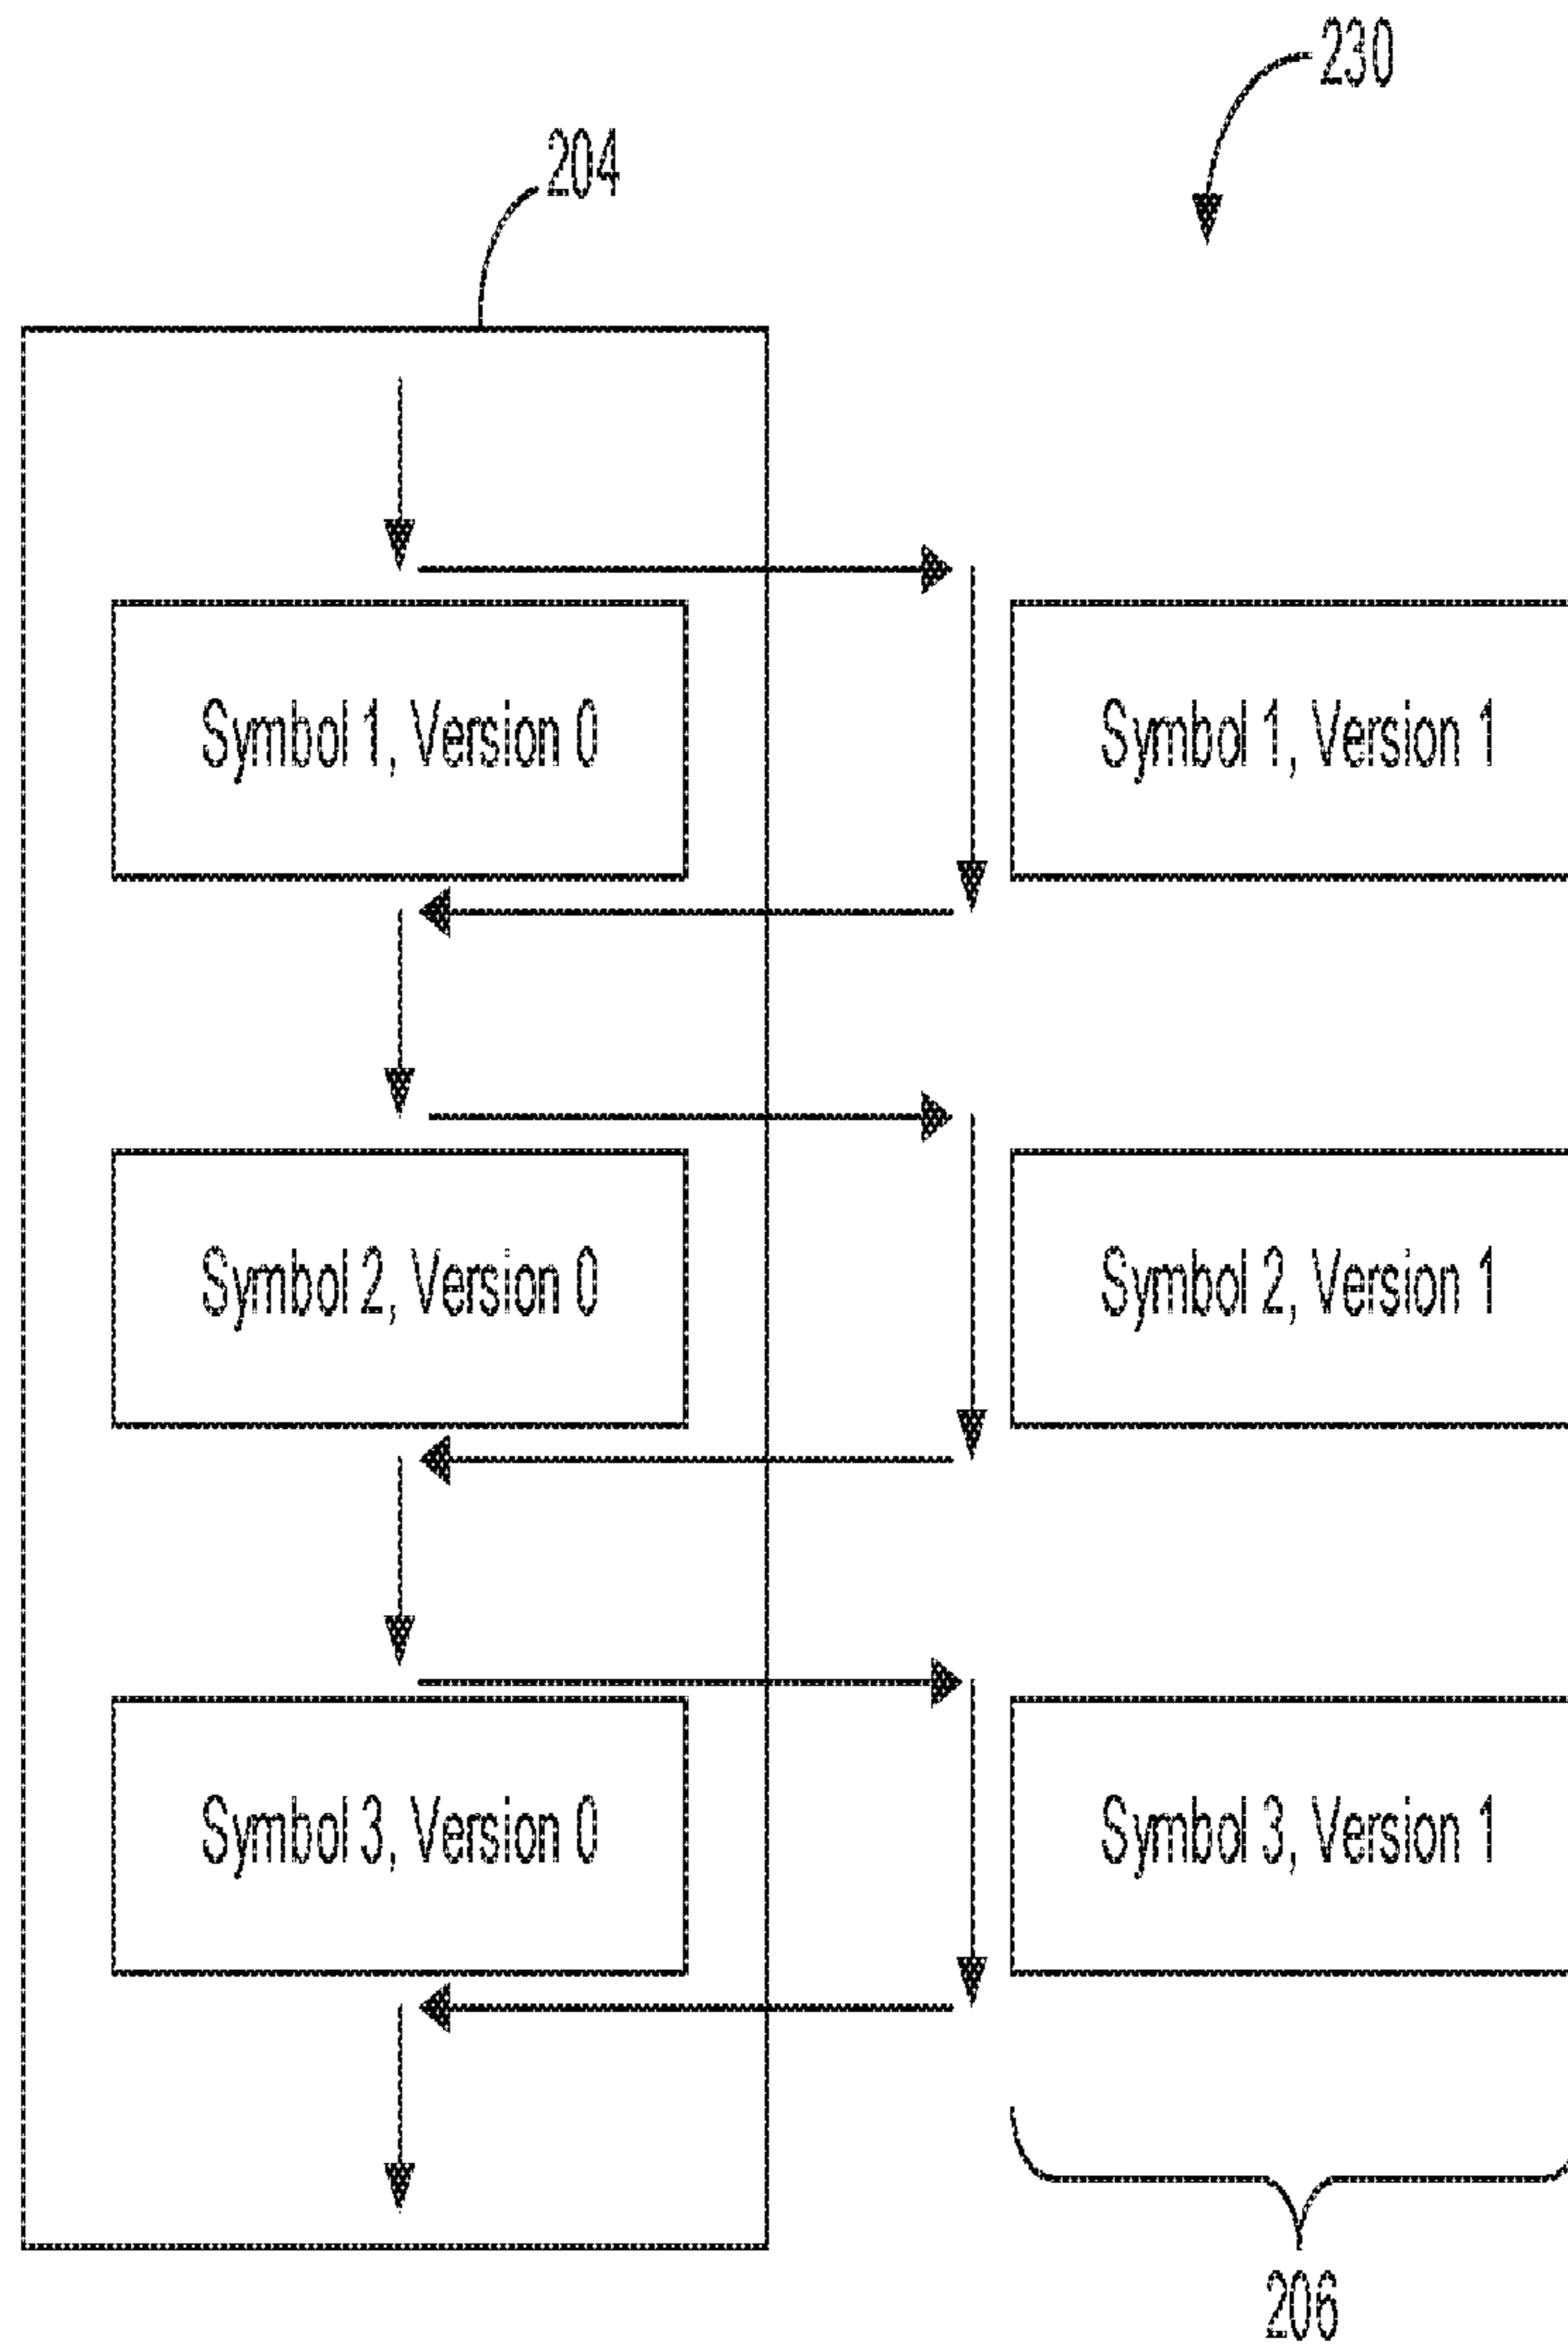 230
204
Symbol 1, Version 0
Symbol 1, Version 1
Symbol 2, Version 0
Symbol 2, Version 1
Symbol 3, Version 0
Symbol 3, Version 1
206